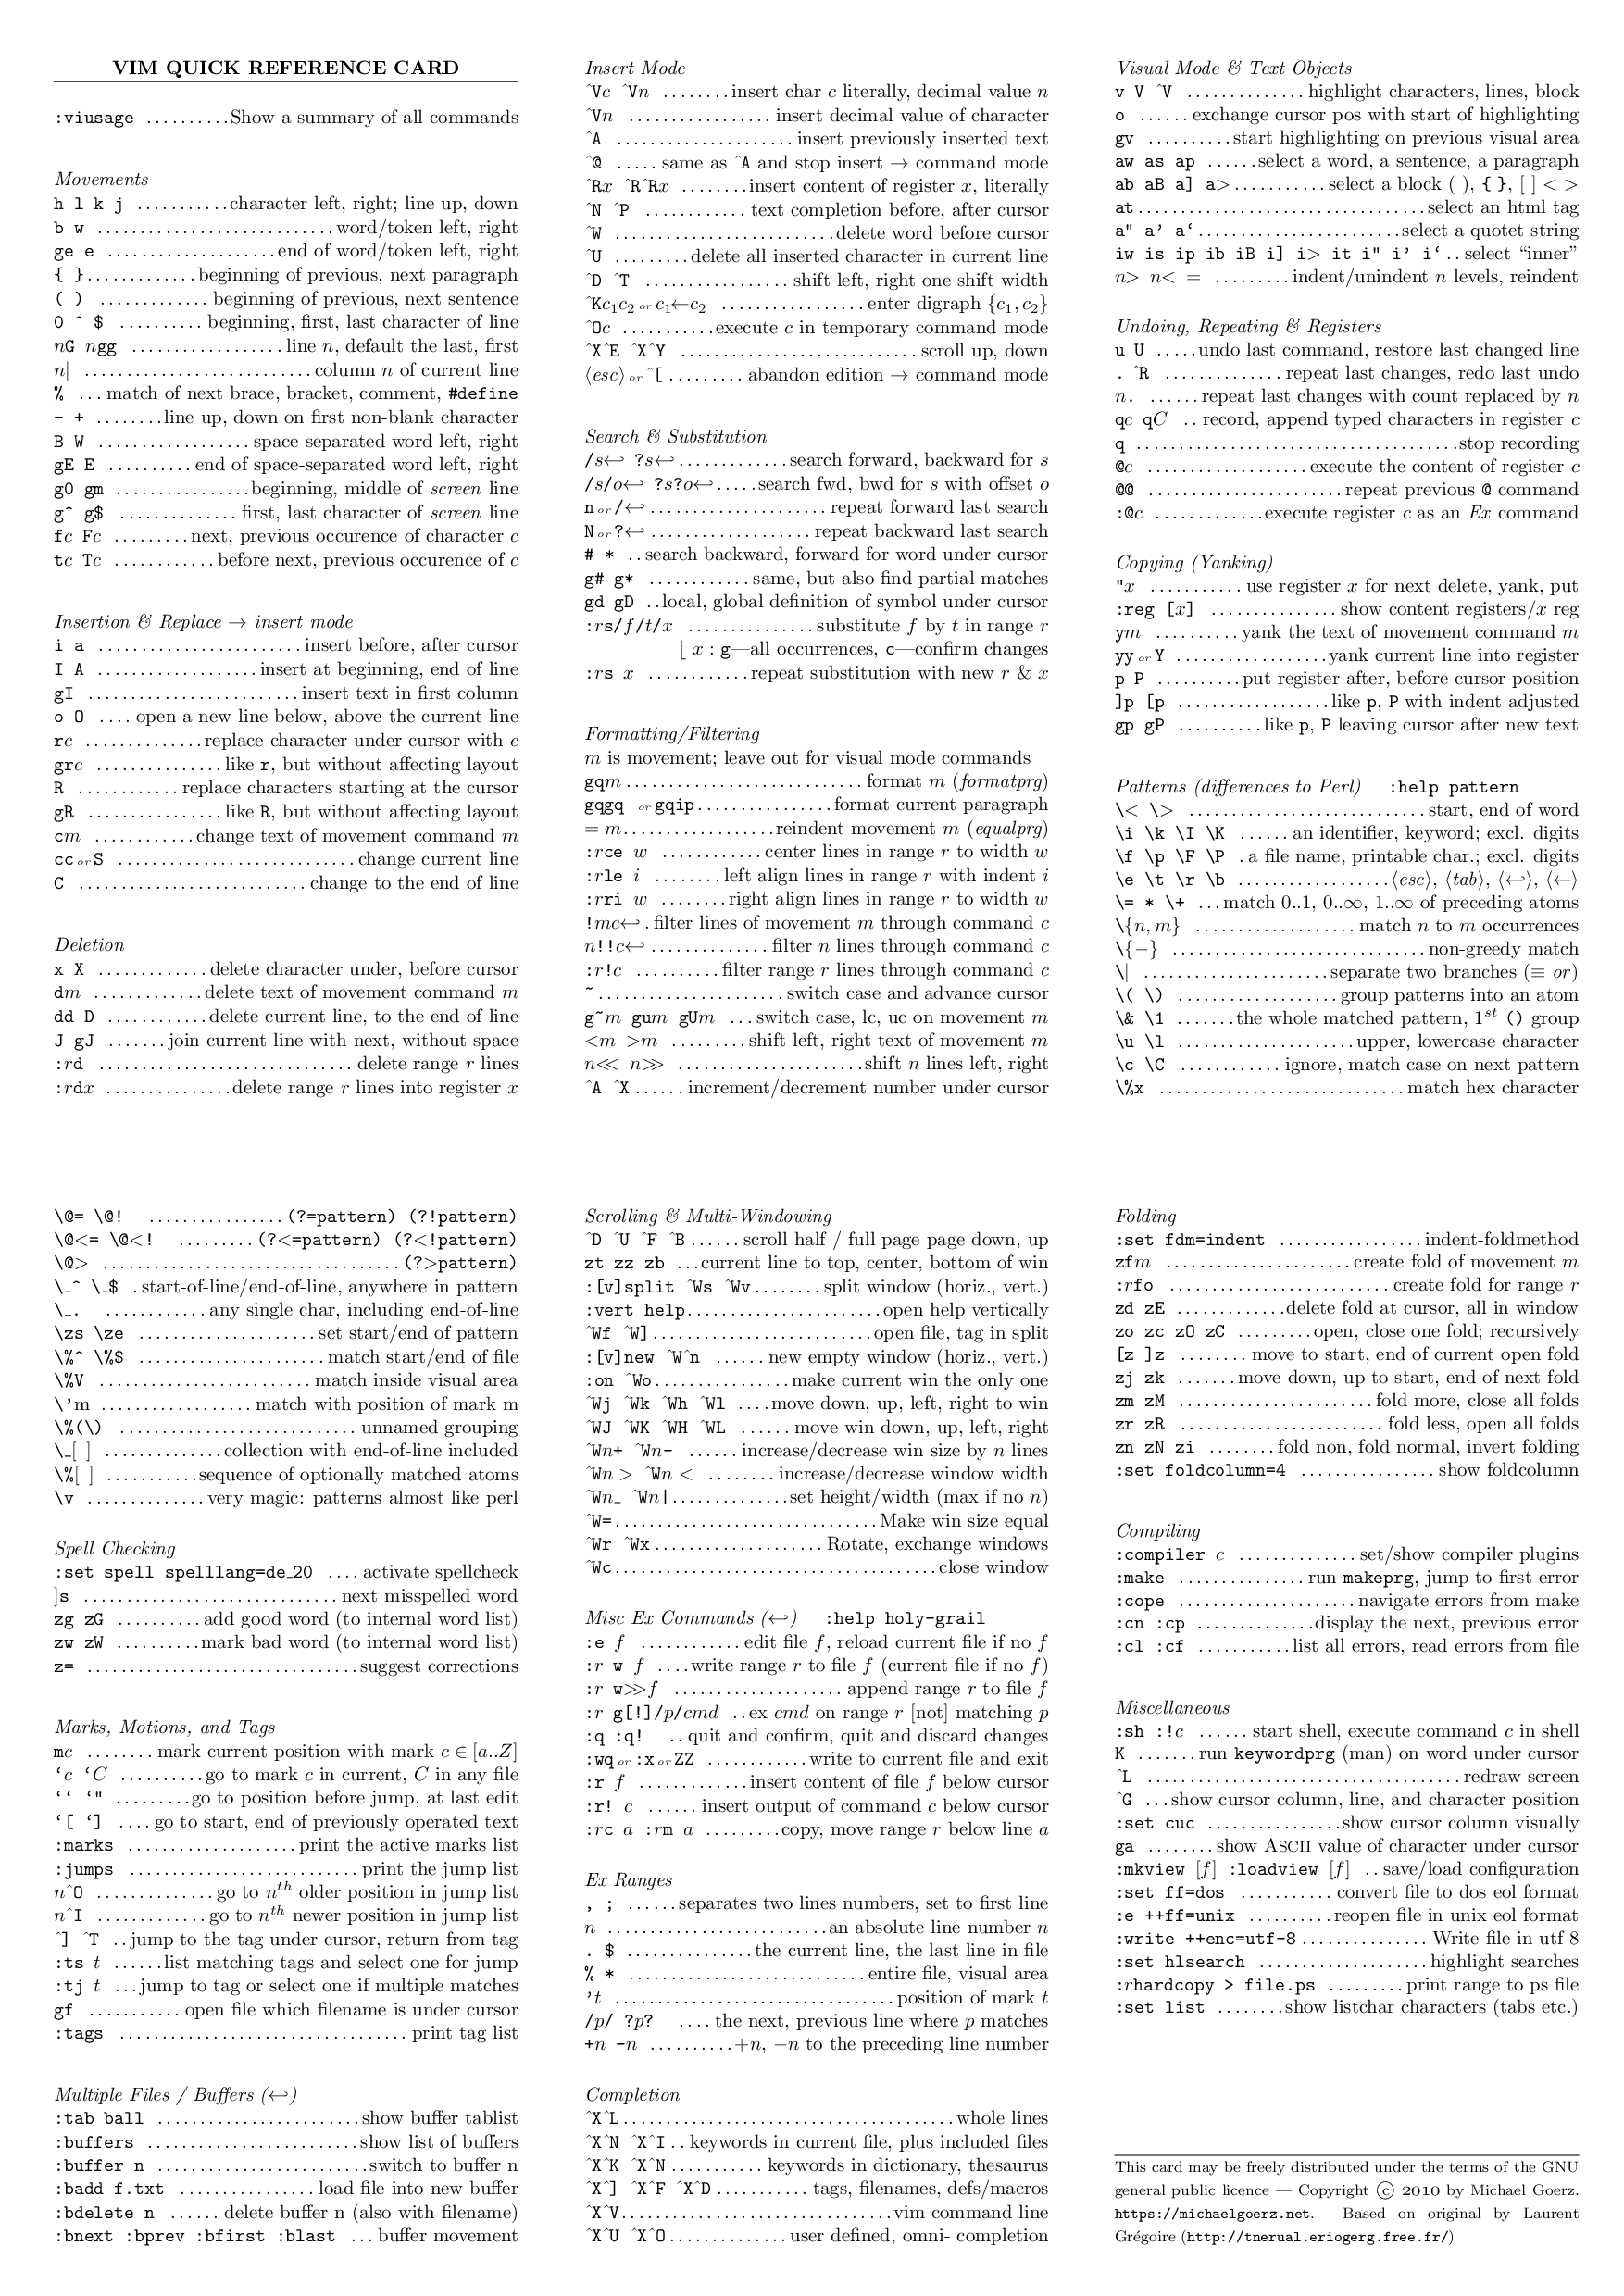 VIM QUICK REFERENCE CARD
:viusage ..........Show a summary of all commands
Movements
h l k j ...........character left, right; line up, down
b w ............................word/token left, right
ge e ....................end of word/token left, right
{ }.............beginning of previous, next paragraph
( ) .............beginning of previous, next sentence
0 ^ $ ..........beginning, first, last character of line
nG ngg ..................line n, default the last, first
n| ...........................column n of current line
% ...match of next brace, bracket, comment, #define
- + ........line up, down on first non-blank character
B W ..................space-separated word left, right
gE E ..........end of space-separated word left, right
g0 gm ................beginning, middle of screen line
g^ g$ ..............first, last character of screen line
fc Fc .........next, previous occurence of character c
tc Tc ............before next, previous occurence of c
Insertion & Replace → insert mode
i a ........................insert before, after cursor
I A ...................insert at beginning, end of line
gI .........................insert text in first column
o O ....open a new line below, above the current line
rc ..............replace character under cursor with c
grc ...............like r, but without affecting layout
R ............replace characters starting at the cursor
gR ................like R, but without affecting layout
cm ............change text of movement command m
cc or S ............................change current line
C ...........................change to the end of line
Deletion
x X .............delete character under, before cursor
dm .............delete text of movement command m
dd D ............delete current line, to the end of line
J gJ .......join current line with next, without space
:rd ..............................delete range r lines
:rdx ...............delete range r lines into register x
Insert Mode
^Vc ^Vn ........insert char c literally, decimal value n
^Vn .................insert decimal value of character
^A .....................insert previously inserted text
^@ .....same as ^A and stop insert → command mode
^Rx ^R^Rx ........insert content of register x, literally
^N ^P ............text completion before, after cursor
^W ..........................delete word before cursor
^U .........delete all inserted character in current line
^D ^T .................shift left, right one shift width
^Kc1c2 or c1←c2 .................enter digraph {c1, c2}
^Oc ...........execute c in temporary command mode
^X^E ^X^Y ............................scroll up, down
⟨esc⟩ or ^[ .........abandon edition → command mode
Search & Substitution
/s↩ ?s↩.............search forward, backward for s
/s/o↩ ?s?o↩.....search fwd, bwd for s with offset o
n or /↩.....................repeat forward last search
N or ?↩...................repeat backward last search
# * ..search backward, forward for word under cursor
g# g* ............same, but also find partial matches
gd gD ..local, global definition of symbol under cursor
:rs/f/t/x ...............substitute f by t in range r
⌊ x : g—all occurrences, c—confirm changes
:rs x ............repeat substitution with new r & x
Formatting/Filtering
m is movement; leave out for visual mode commands
gqm............................format m (formatprg)
gqgq or gqip................format current paragraph
= m..................reindent movement m (equalprg)
:rce w ............center lines in range r to width w
:rle i ........left align lines in range r with indent i
:rri w ........right align lines in range r to width w
!mc↩.filter lines of movement m through command c
n!!c↩..............filter n lines through command c
:r!c ..........filter range r lines through command c
~......................switch case and advance cursor
g~m gum gUm ...switch case, lc, uc on movement m
<m >m .........shift left, right text of movement m
n≪ n≫ ......................shift n lines left, right
^A ^X......increment/decrement number under cursor
Visual Mode & Text Objects
v V ^V ..............highlight characters, lines, block
o ......exchange cursor pos with start of highlighting
gv ..........start highlighting on previous visual area
aw as ap ......select a word, a sentence, a paragraph
ab aB a] a>...........select a block ( ), { }, [ ] < >
at..................................select an html tag
a" a' a`........................select a quotet string
iw is ip ib iB i] i> it i" i' i`..select “inner”
n> n< = .........indent/unindent n levels, reindent
Undoing, Repeating & Registers
u U .....undo last command, restore last changed line
. ^R ..............repeat last changes, redo last undo
n. ......repeat last changes with count replaced by n
qc qC ..record, append typed characters in register c
q ......................................stop recording
@c ...................execute the content of register c
@@ .......................repeat previous @ command
:@c .............execute register c as an Ex command
Copying (Yanking)
"x ...........use register x for next delete, yank, put
:reg [x] ...............show content registers/x reg
ym ..........yank the text of movement command m
yy or Y ..................yank current line into register
p P ..........put register after, before cursor position
]p [p ..................like p, P with indent adjusted
gp gP ..........like p, P leaving cursor after new text
Patterns (differences to Perl) :help pattern
\< \> ............................start, end of word
\i \k \I \K ......an identifier, keyword; excl. digits
\f \p \F \P .a file name, printable char.; excl. digits
\e \t \r \b ..................⟨esc⟩, ⟨tab⟩, ⟨↩⟩, ⟨←⟩
\= * \+ ...match 0..1, 0..∞, 1..∞ of preceding atoms
\{n, m} ...................match n to m occurrences
\{−} ..............................non-greedy match
\| ......................separate two branches (≡ or)
\( \) ...................group patterns into an atom
\& \1 .......the whole matched pattern, 1st () group
\u \l .....................upper, lowercase character
\c \C ............ignore, match case on next pattern
\%x .............................match hex character
\@= \@! ................(?=pattern) (?!pattern)
\@<= \@<! .........(?<=pattern) (?<!pattern)
\@> .....................................(?>pattern)
\_^ \_$ .start-of-line/end-of-line, anywhere in pattern
\_. ............any single char, including end-of-line
\zs \ze .....................set start/end of pattern
\%^ \%$ ......................match start/end of file
\%V .........................match inside visual area
\'m ..................match with position of mark m
\%(\) ............................unnamed grouping
\_[ ] ..............collection with end-of-line included
\%[ ] ...........sequence of optionally matched atoms
\v ..............very magic: patterns almost like perl
Spell Checking
:set spell spelllang=de_20 ....activate spellcheck
]s ..............................next misspelled word
zg zG ..........add good word (to internal word list)
zw zW ..........mark bad word (to internal word list)
z= ................................suggest corrections
Marks, Motions, and Tags
mc ........mark current position with mark c ∈ [a..Z]
`c `C ..........go to mark c in current, C in any file
`` `" .........go to position before jump, at last edit
`[ `] ....go to start, end of previously operated text
:marks ....................print the active marks list
:jumps ...........................print the jump list
n^O ..............go to nth older position in jump list
n^I .............go to nth newer position in jump list
^] ^T ..jump to the tag under cursor, return from tag
:ts t ......list matching tags and select one for jump
:tj t ...jump to tag or select one if multiple matches
gf ...........open file which filename is under cursor
:tags ..................................print tag list
Multiple Files / Buffers (↩)
:tab ball ........................show buffer tablist
:buffers .........................show list of buffers
:buffer n .........................switch to buffer n
:badd f.txt ................load file into new buffer
:bdelete n ......delete buffer n (also with filename)
:bnext :bprev :bfirst :blast ...buffer movement
Scrolling & Multi-Windowing
^D ^U ^F ^B......scroll half / full page page down, up
zt zz zb ...current line to top, center, bottom of win
:[v]split ^Ws ^Wv........split window (horiz., vert.)
:vert help.......................open help vertically
^Wf ^W]..........................open file, tag in split
:[v]new ^W^n ......new empty window (horiz., vert.)
:on ^Wo................make current win the only one
^Wj ^Wk ^Wh ^Wl ....move down, up, left, right to win
^WJ ^WK ^WH ^WL ......move win down, up, left, right
^Wn+ ^Wn- ......increase/decrease win size by n lines
^Wn > ^Wn < ........increase/decrease window width
^Wn_ ^Wn|..............set height/width (max if no n)
^W=...............................Make win size equal
^Wr ^Wx....................Rotate, exchange windows
^Wc......................................close window
Misc Ex Commands (↩) :help holy-grail
:e f ............edit file f, reload current file if no f
:r w f ....write range r to file f (current file if no f)
:r w≫f ....................append range r to file f
:r g[!]/p/cmd ..ex cmd on range r [not] matching p
:q :q! ..quit and confirm, quit and discard changes
:wq or :x or ZZ ............write to current file and exit
:r f .............insert content of file f below cursor
:r! c ......insert output of command c below cursor
:rc a :rm a .........copy, move range r below line a
Ex Ranges
, ; ......separates two lines numbers, set to first line
n ..........................an absolute line number n
. $ ...............the current line, the last line in file
% * ............................entire file, visual area
't .................................position of mark t
/p/ ?p? ....the next, previous line where p matches
+n -n ..........+n, −n to the preceding line number
Completion
^X^L.......................................whole lines
^X^N ^X^I..keywords in current file, plus included files
^X^K ^X^N...........keywords in dictionary, thesaurus
^X^] ^X^F ^X^D...........tags, filenames, defs/macros
^X^V................................vim command line
^X^U ^X^O..............user defined, omni- completion
Folding
:set fdm=indent .................indent-foldmethod
zfm ......................create fold of movement m
:rfo ..........................create fold for range r
zd zE .............delete fold at cursor, all in window
zo zc zO zC .........open, close one fold; recursively
[z ]z ........move to start, end of current open fold
zj zk .......move down, up to start, end of next fold
zm zM .......................fold more, close all folds
zr zR ........................fold less, open all folds
zn zN zi ........fold non, fold normal, invert folding
:set foldcolumn=4 ................show foldcolumn
Compiling
:compiler c ..............set/show compiler plugins
:make ...............run makeprg, jump to first error
:cope .....................navigate errors from make
:cn :cp ..............display the next, previous error
:cl :cf ...........list all errors, read errors from file
Miscellaneous
:sh :!c ......start shell, execute command c in shell
K .......run keywordprg (man) on word under cursor
^L .....................................redraw screen
^G ...show cursor column, line, and character position
:set cuc .................show cursor column visually
ga ........show ASCII value of character under cursor
:mkview [f] :loadview [f] ..save/load configuration
:set ff=dos ...........convert file to dos eol format
:e ++ff=unix ..........reopen file in unix eol format
:write ++enc=utf-8...............Write file in utf-8
:set hlsearch ....................highlight searches
:rhardcopy > file.ps .........print range to ps file
:set list ........show listchar characters (tabs etc.)
This card may be freely distributed under the terms of the GNU
general public licence — Copyright © 2010 by Michael Goerz.
https://michaelgoerz.net. Based on original by Laurent
Grégoire (http://tnerual.eriogerg.free.fr/)